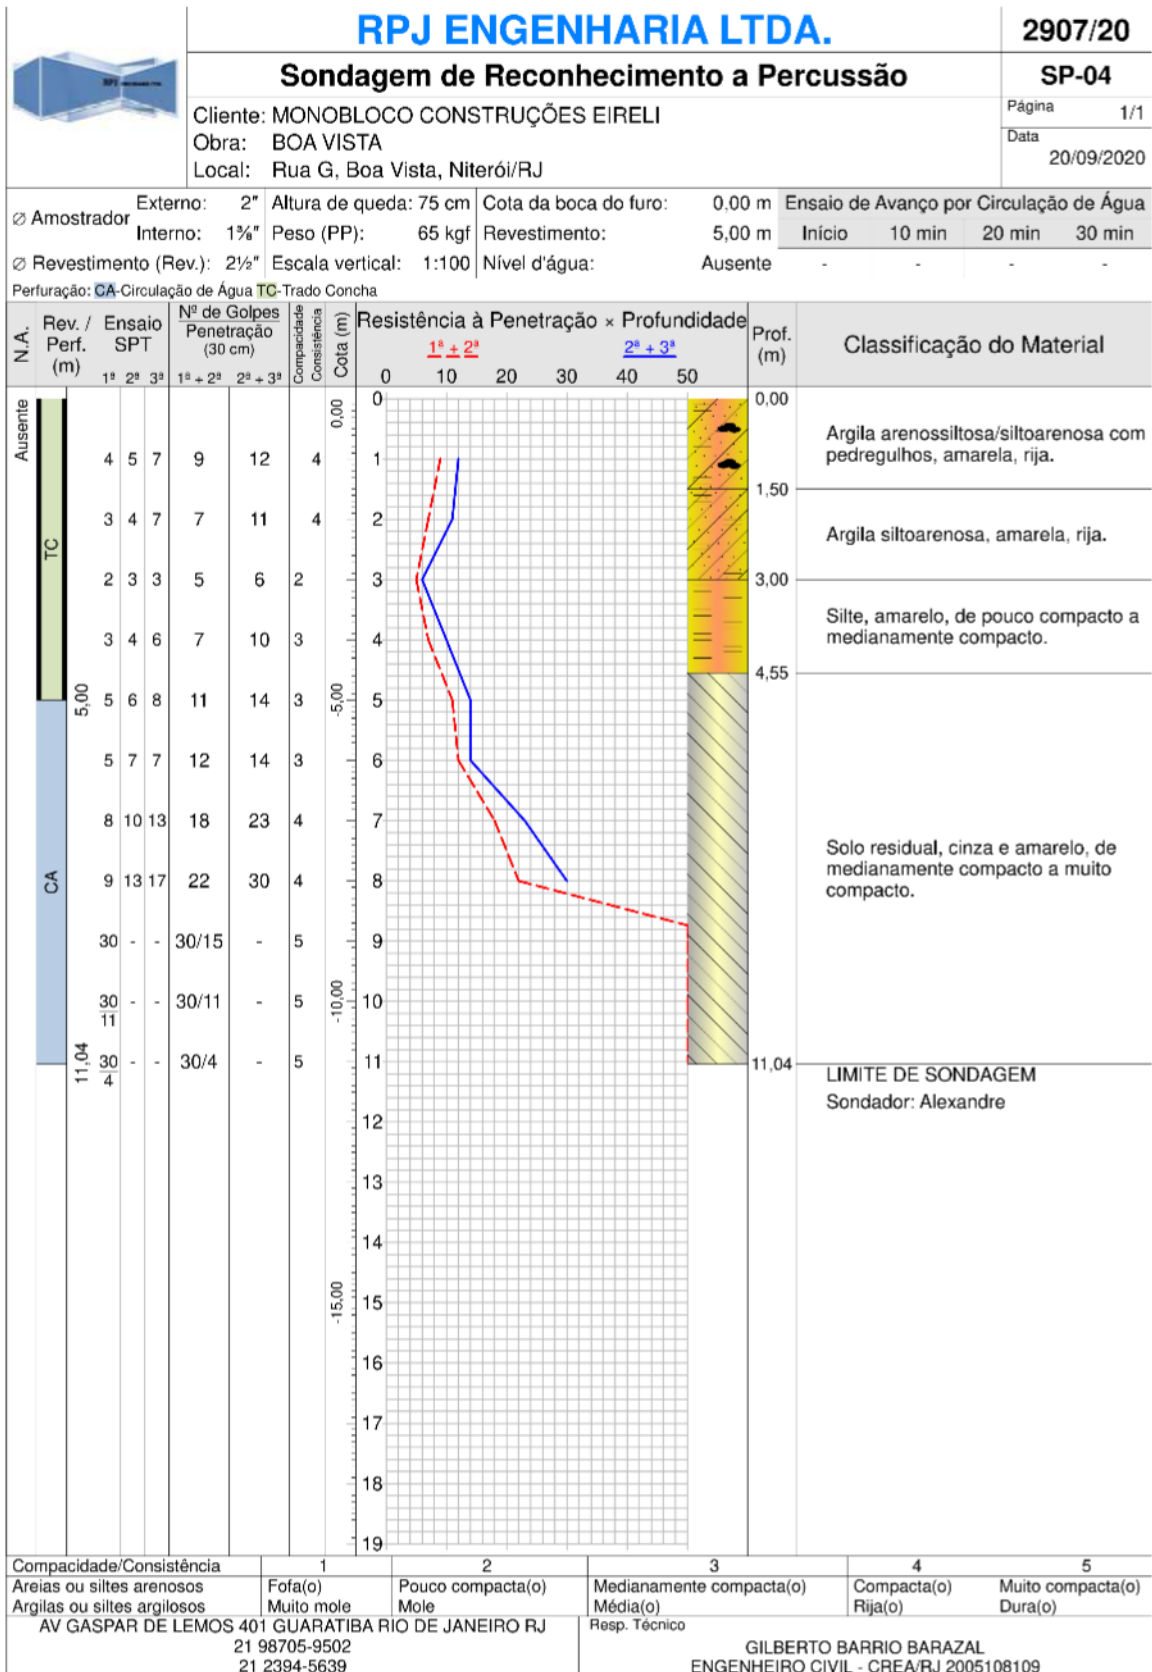 RPJ ENGENHARIA LTDA.
2907/20
Sondagem de Reconhecimento a Percussão
SP-04
Cliente: MONOBLOCO CONSTRUÇÕES EIRELI
Obra: BOA VISTA
Local: Rua G, Boa Vista, Niterói/RJ
Página 1/1
Data
20/09/2020
Ø Amostrador Externo: 2" Altura de queda: 75 cm Cota da boca do furo: 0,00 m Ensaio de Avanço por Circulação de Água
Interno: 1⅜" Peso (PP): 65 kgf Revestimento: 5,00 m Início 10 min 20 min 30 min
Ø Revestimento (Rev.): 2½" Escala vertical: 1:100 Nível d'água: Ausente - - - -
Perfuração: CA-Circulação de Água TC-Trado Concha
N.A.
Rev. / Perf. (m)
Ensaio SPT
1ª 2ª 3ª
Nº de Golpes
Penetração
(30 cm)
1ª + 2ª 2ª + 3ª
Compacidade
Consistência
Cota (m)
Resistência à Penetração × Profundidade
1ª + 2ª 2ª + 3ª
0 10 20 30 40 50
Prof. (m)
Classificação do Material
Ausente
TC
5,00
CA
11,04
0,00
-5,00
-10,00
-15,00
0
4 5 7 9 12 4 1
3 4 7 7 11 4 2
2 3 3 5 6 2 3
3 4 6 7 10 3 4
5 6 8 11 14 3 5
5 7 7 12 14 3 6
8 10 13 18 23 4 7
9 13 17 22 30 4 8
30 - - 30/15 - 5 9
30/11 - - 30/11 - 5 10
30/4 - - 30/4 - 5 11
12
13
14
15
16
17
18
19
0,00
Argila arenossiltosa/siltoarenosa com
pedregulhos, amarela, rija.
1,50
Argila siltoarenosa, amarela, rija.
3,00
Silte, amarelo, de pouco compacto a
medianamente compacto.
4,55
Solo residual, cinza e amarelo, de
medianamente compacto a muito
compacto.
11,04
LIMITE DE SONDAGEM
Sondador: Alexandre
Compacidade/Consistência 1 2 3 4 5
Areias ou siltes arenosos Fofa(o) Pouco compacta(o) Medianamente compacta(o) Compacta(o) Muito compacta(o)
Argilas ou siltes argilosos Muito mole Mole Média(o) Rija(o) Dura(o)
AV GASPAR DE LEMOS 401 GUARATIBA RIO DE JANEIRO RJ
21 98705-9502
21 2394-5639
Resp. Técnico
GILBERTO BARRIO BARAZAL
ENGENHEIRO CIVIL - CREA/RJ 2005108109